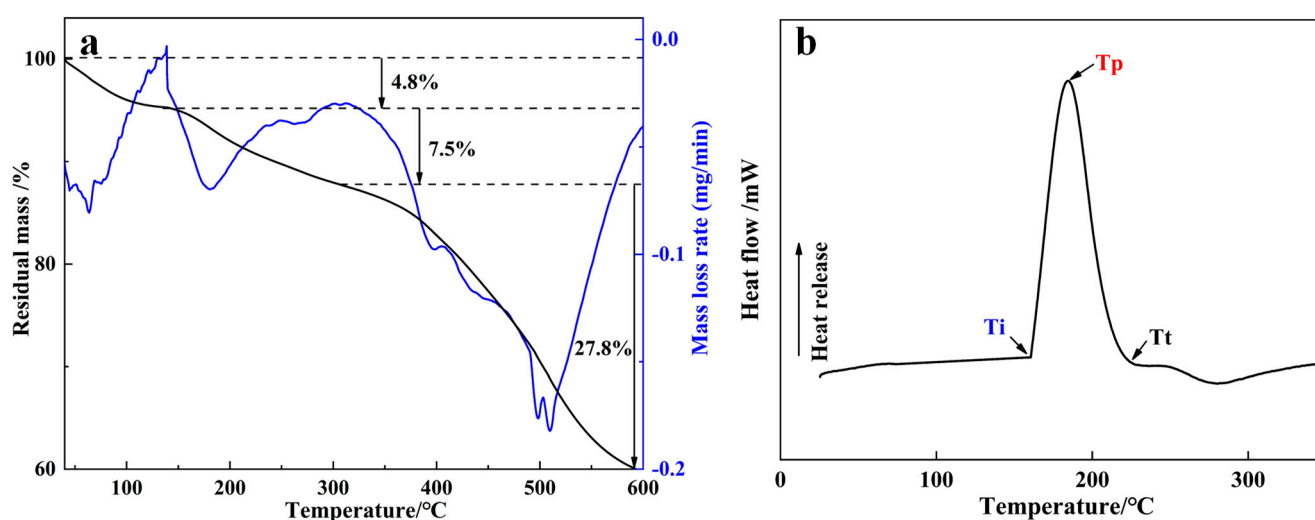 a
100
80
60
Residual mass /%
100
200
300
400
500
600
Temperature/°C
4.8%
7.5%
27.8%
0.0
-0.1
-0.2
Mass loss rate (mg/min)
b
Tp
Ti
Tt
Heat flow /mW
Heat release
0
100
200
300
Temperature/°C